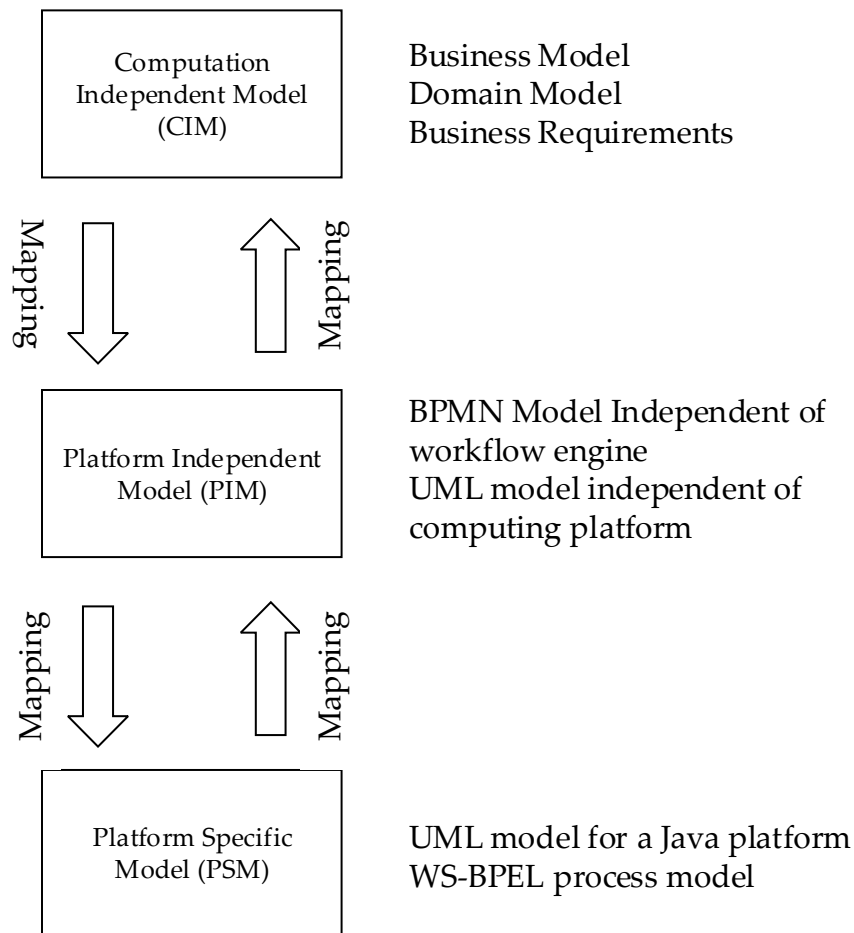 Computation
Independent Model
(CIM)
Business Model
Domain Model
Business Requirements
Mapping
Mapping
Platform Independent
Model (PIM)
BPMN Model Independent of
workflow engine
UML model independent of
computing platform
Mapping
Mapping
Platform Specific
Model (PSM)
UML model for a Java platform
WS-BPEL process model